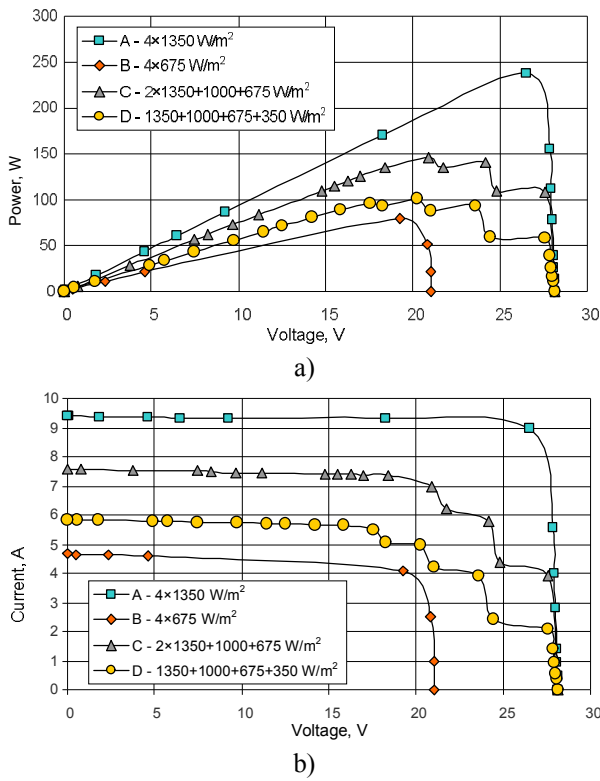 300
250
200
150
100
50
0
Power, W
A - 4×1350 W/m²
B - 4×675 W/m²
C - 2×1350+1000+675 W/m²
D - 1350+1000+675+350 W/m²
0 5 10 15 20 25 30
Voltage, V
a)
10
9
8
7
6
5
4
3
2
1
0
Current, A
A - 4×1350 W/m²
B - 4×675 W/m²
C - 2×1350+1000+675 W/m²
D - 1350+1000+675+350 W/m²
0 5 10 15 20 25 30
Voltage, V
b)